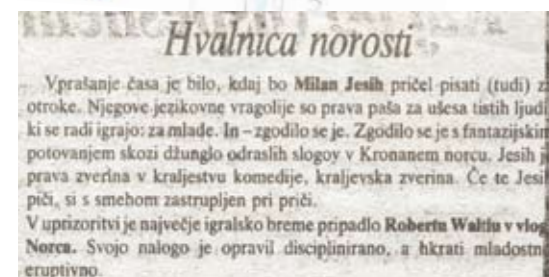 Hvalnica norosti
Vprašanje časa je bilo, kdaj bo Milan Jesih pričel pisati (tudi) z
otroke. Njegove jezikovne vragolije so prava paša za ušesa tistih ljudi
ki se radi igrajo: za mlade. In – zgodilo se je. Zgodilo se je s fantazijskim
potovanjem skozi džunglo odraslih slogov v Kronanem norcu. Jesih j
prava zverina v kraljestvu komedije, kraljevska zverina. Če te Jesi
piči, si s smehom zastrupljen pri priči.
V uprizoritvi je največje igralsko breme pripadlo Robertu Waltlu v vlog
Norca. Svojo nalogo je opravil disciplinirano, a hkrati mladostn
eruptivno.